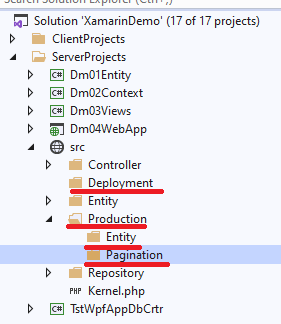 Search Solution Explorer (Ctrl+;)
Solution 'XamarinDemo' (17 of 17 projects)
ClientProjects
ServerProjects
C# Dm01Entity
C# Dm02Context
C# Dm03Views
Dm04WebApp
src
Controller
Deployment
Entity
Production
Entity
Pagination
Repository
PHP Kernel.php
C# TstWpfAppDbCrtr